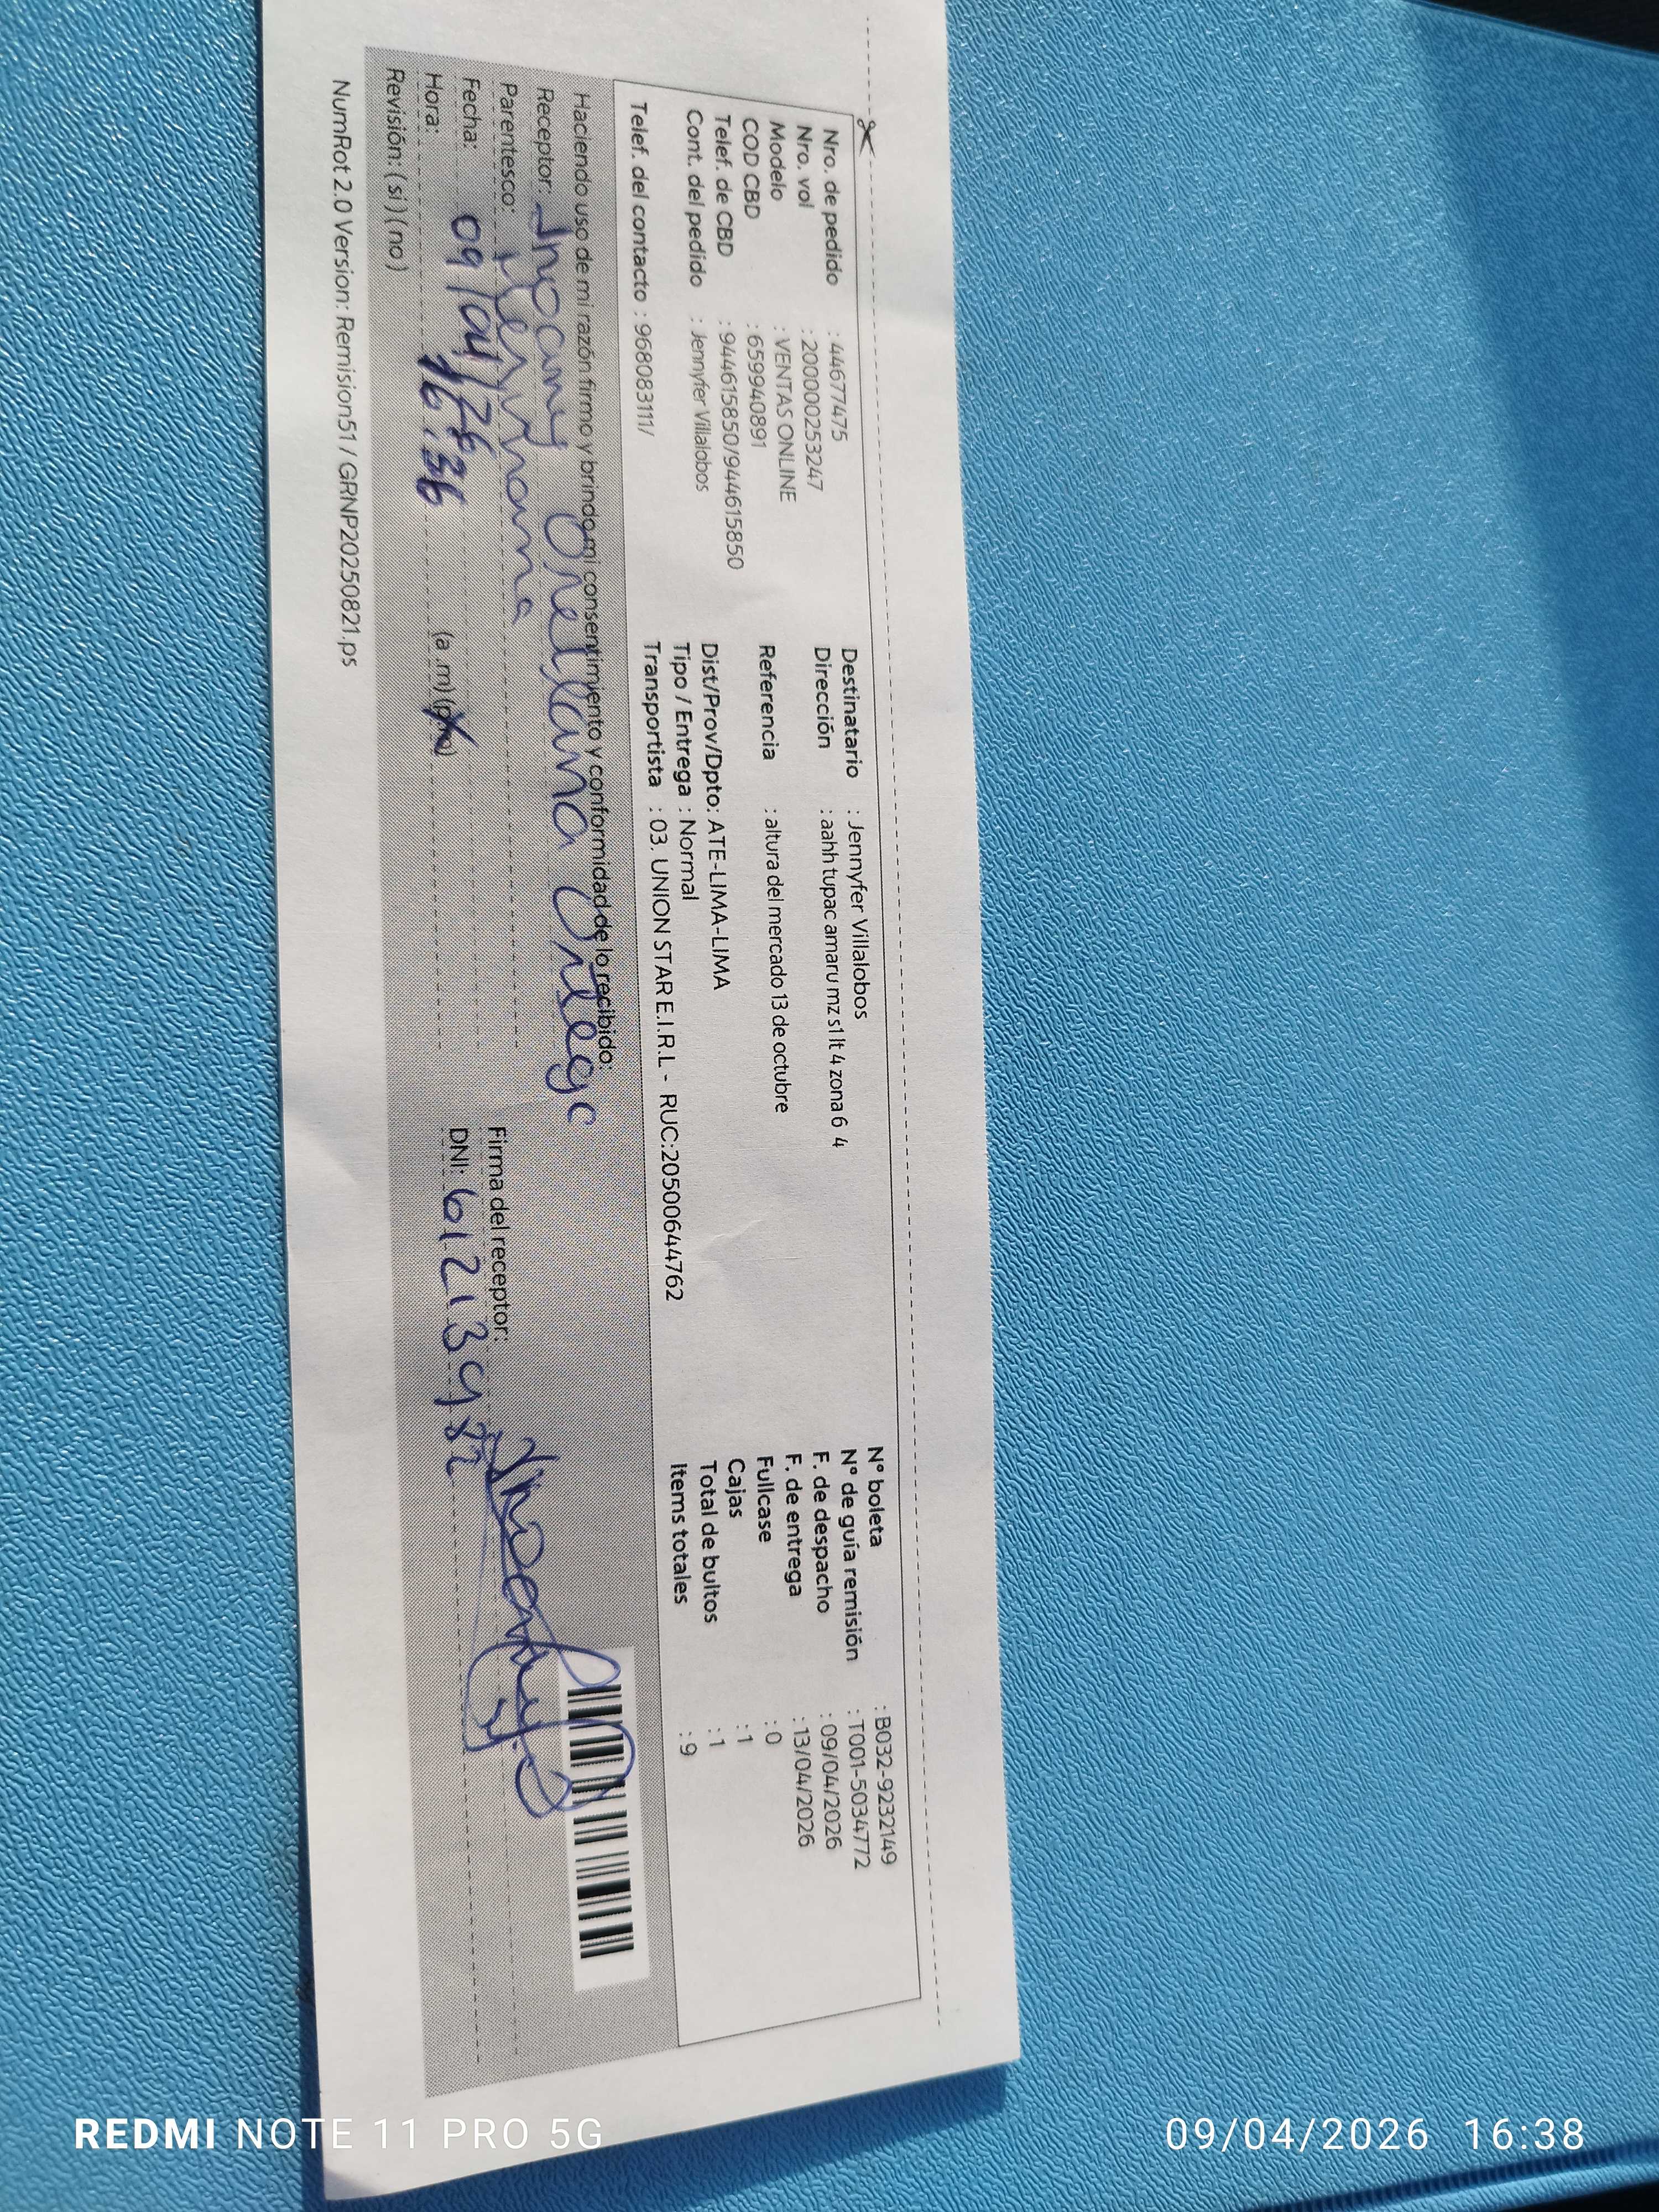 Nro. de pedido : 44677475
Nro. vol : 200000253247
Modelo : VENTAS ONLINE
COD CBD : 659940891
Telef. de CBD : 944615850/944615850
Cont. del pedido : Jennyfer Villalobos
Telef. del contacto : 968083111/
Destinatario : Jennyfer Villalobos
Dirección : aahh tupac amaru mz s1 lt 4 zona 6 4
Referencia : altura del mercado 13 de octubre
Dist/Prov/Dpto: ATE-LIMA-LIMA
Tipo / Entrega : Normal
Transportista : 03. UNION STAR E.I.R.L - RUC:20500644762
N° boleta : B032-9232149
N° de guía remisión : T001-5034772
F. de despacho : 09/04/2026
F. de entrega : 13/04/2026
Fullcase : 0
Cajas : 1
Total de bultos : 1
Items totales : 9
Haciendo uso de mi razón firmo y brindo mi consentimiento y conformidad de lo recibido:
Receptor: Orellana
Parentesco: Hermana
Fecha: 09/04/26
Hora: 16:36 (a.m) (p.m)
Revisión: ( si ) ( no )
Firma del receptor:
DNI:
NumRot 2.0 Version: Remision51 / GRNP20250821.ps
REDMI NOTE 11 PRO 5G
09/04/2026 16:38